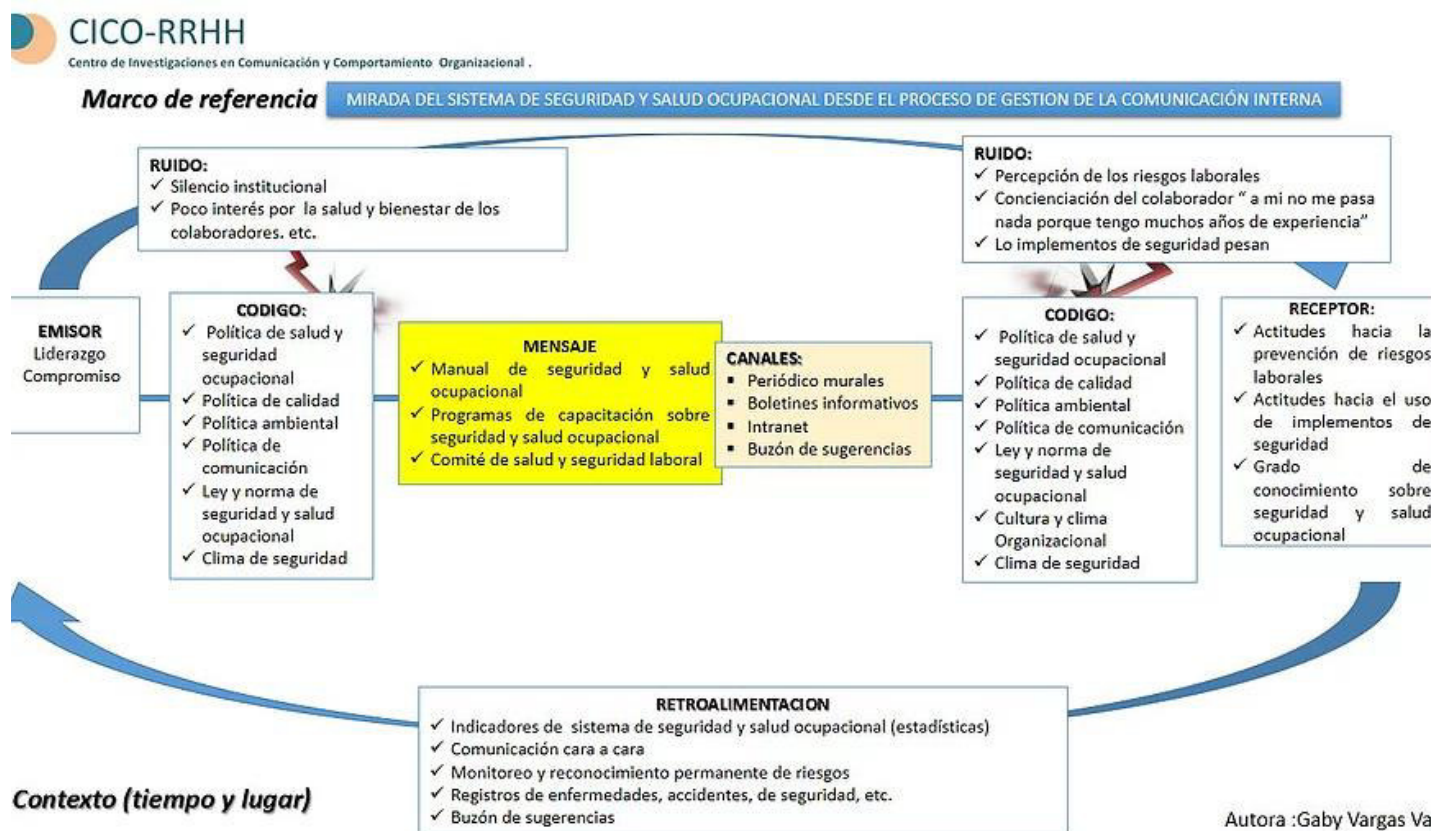 CICO-RRHH
Centro de Investigaciones en Comunicación y Comportamiento Organizacional .
Marco de referencia
MIRADA DEL SISTEMA DE SEGURIDAD Y SALUD OCUPACIONAL DESDE EL PROCESO DE GESTION DE LA COMUNICACIÓN INTERNA
RUIDO:
✓ Silencio institucional
✓ Poco interés por la salud y bienestar de los
colaboradores. etc.
RUIDO:
✓ Percepción de los riesgos laborales
✓ Concienciación del colaborador “ a mi no me pasa
nada porque tengo muchos años de experiencia”
✓ Lo implementos de seguridad pesan
EMISOR
Liderazgo
Compromiso
CODIGO:
✓ Política de salud y
seguridad
ocupacional
✓ Política de calidad
✓ Política ambiental
✓ Política de
comunicación
✓ Ley y norma de
seguridad y salud
ocupacional
✓ Clima de seguridad
MENSAJE
✓ Manual de seguridad y salud
ocupacional
✓ Programas de capacitación sobre
seguridad y salud ocupacional
✓ Comité de salud y seguridad laboral
CANALES:
▪ Periódico murales
▪ Boletines informativos
▪ Intranet
▪ Buzón de sugerencias
CODIGO:
✓ Política de salud y
seguridad ocupacional
✓ Política de calidad
✓ Política ambiental
✓ Política de comunicación
✓ Ley y norma de
seguridad y salud
ocupacional
✓ Cultura y clima
Organizacional
✓ Clima de seguridad
RECEPTOR:
✓ Actitudes hacia la
prevención de riesgos
laborales
✓ Actitudes hacia el uso
de implementos de
seguridad
✓ Grado de
conocimiento sobre
seguridad y salud
ocupacional
RETROALIMENTACION
✓ Indicadores de sistema de seguridad y salud ocupacional (estadísticas)
✓ Comunicación cara a cara
✓ Monitoreo y reconocimiento permanente de riesgos
✓ Registros de enfermedades, accidentes, de seguridad, etc.
✓ Buzón de sugerencias
Contexto (tiempo y lugar)
Autora :Gaby Vargas Va